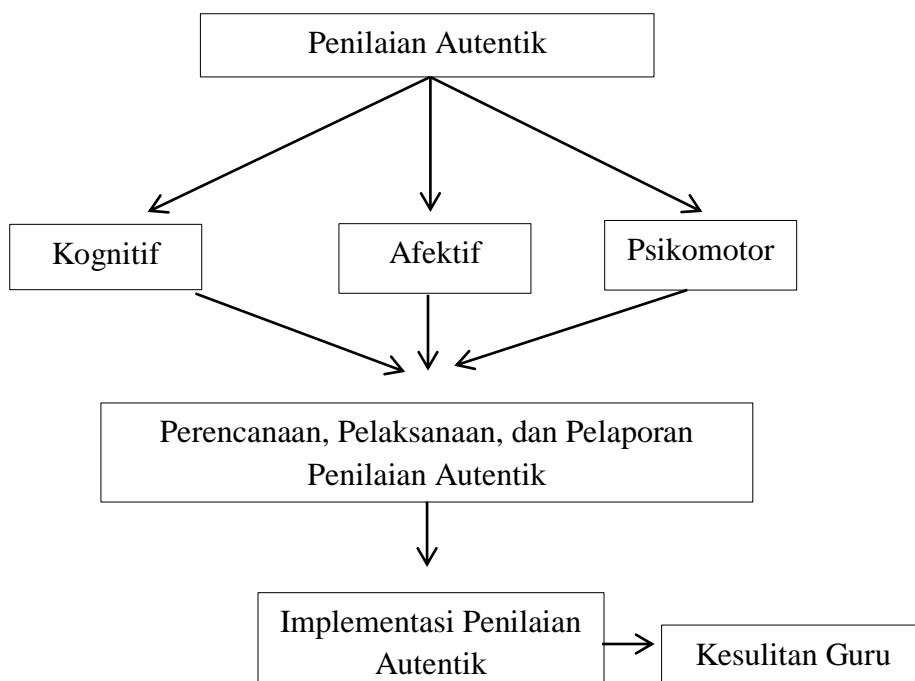 Penilaian Autentik
Kognitif
Afektif
Psikomotor
Perencanaan, Pelaksanaan, dan Pelaporan
Penilaian Autentik
Implementasi Penilaian
Autentik
Kesulitan Guru